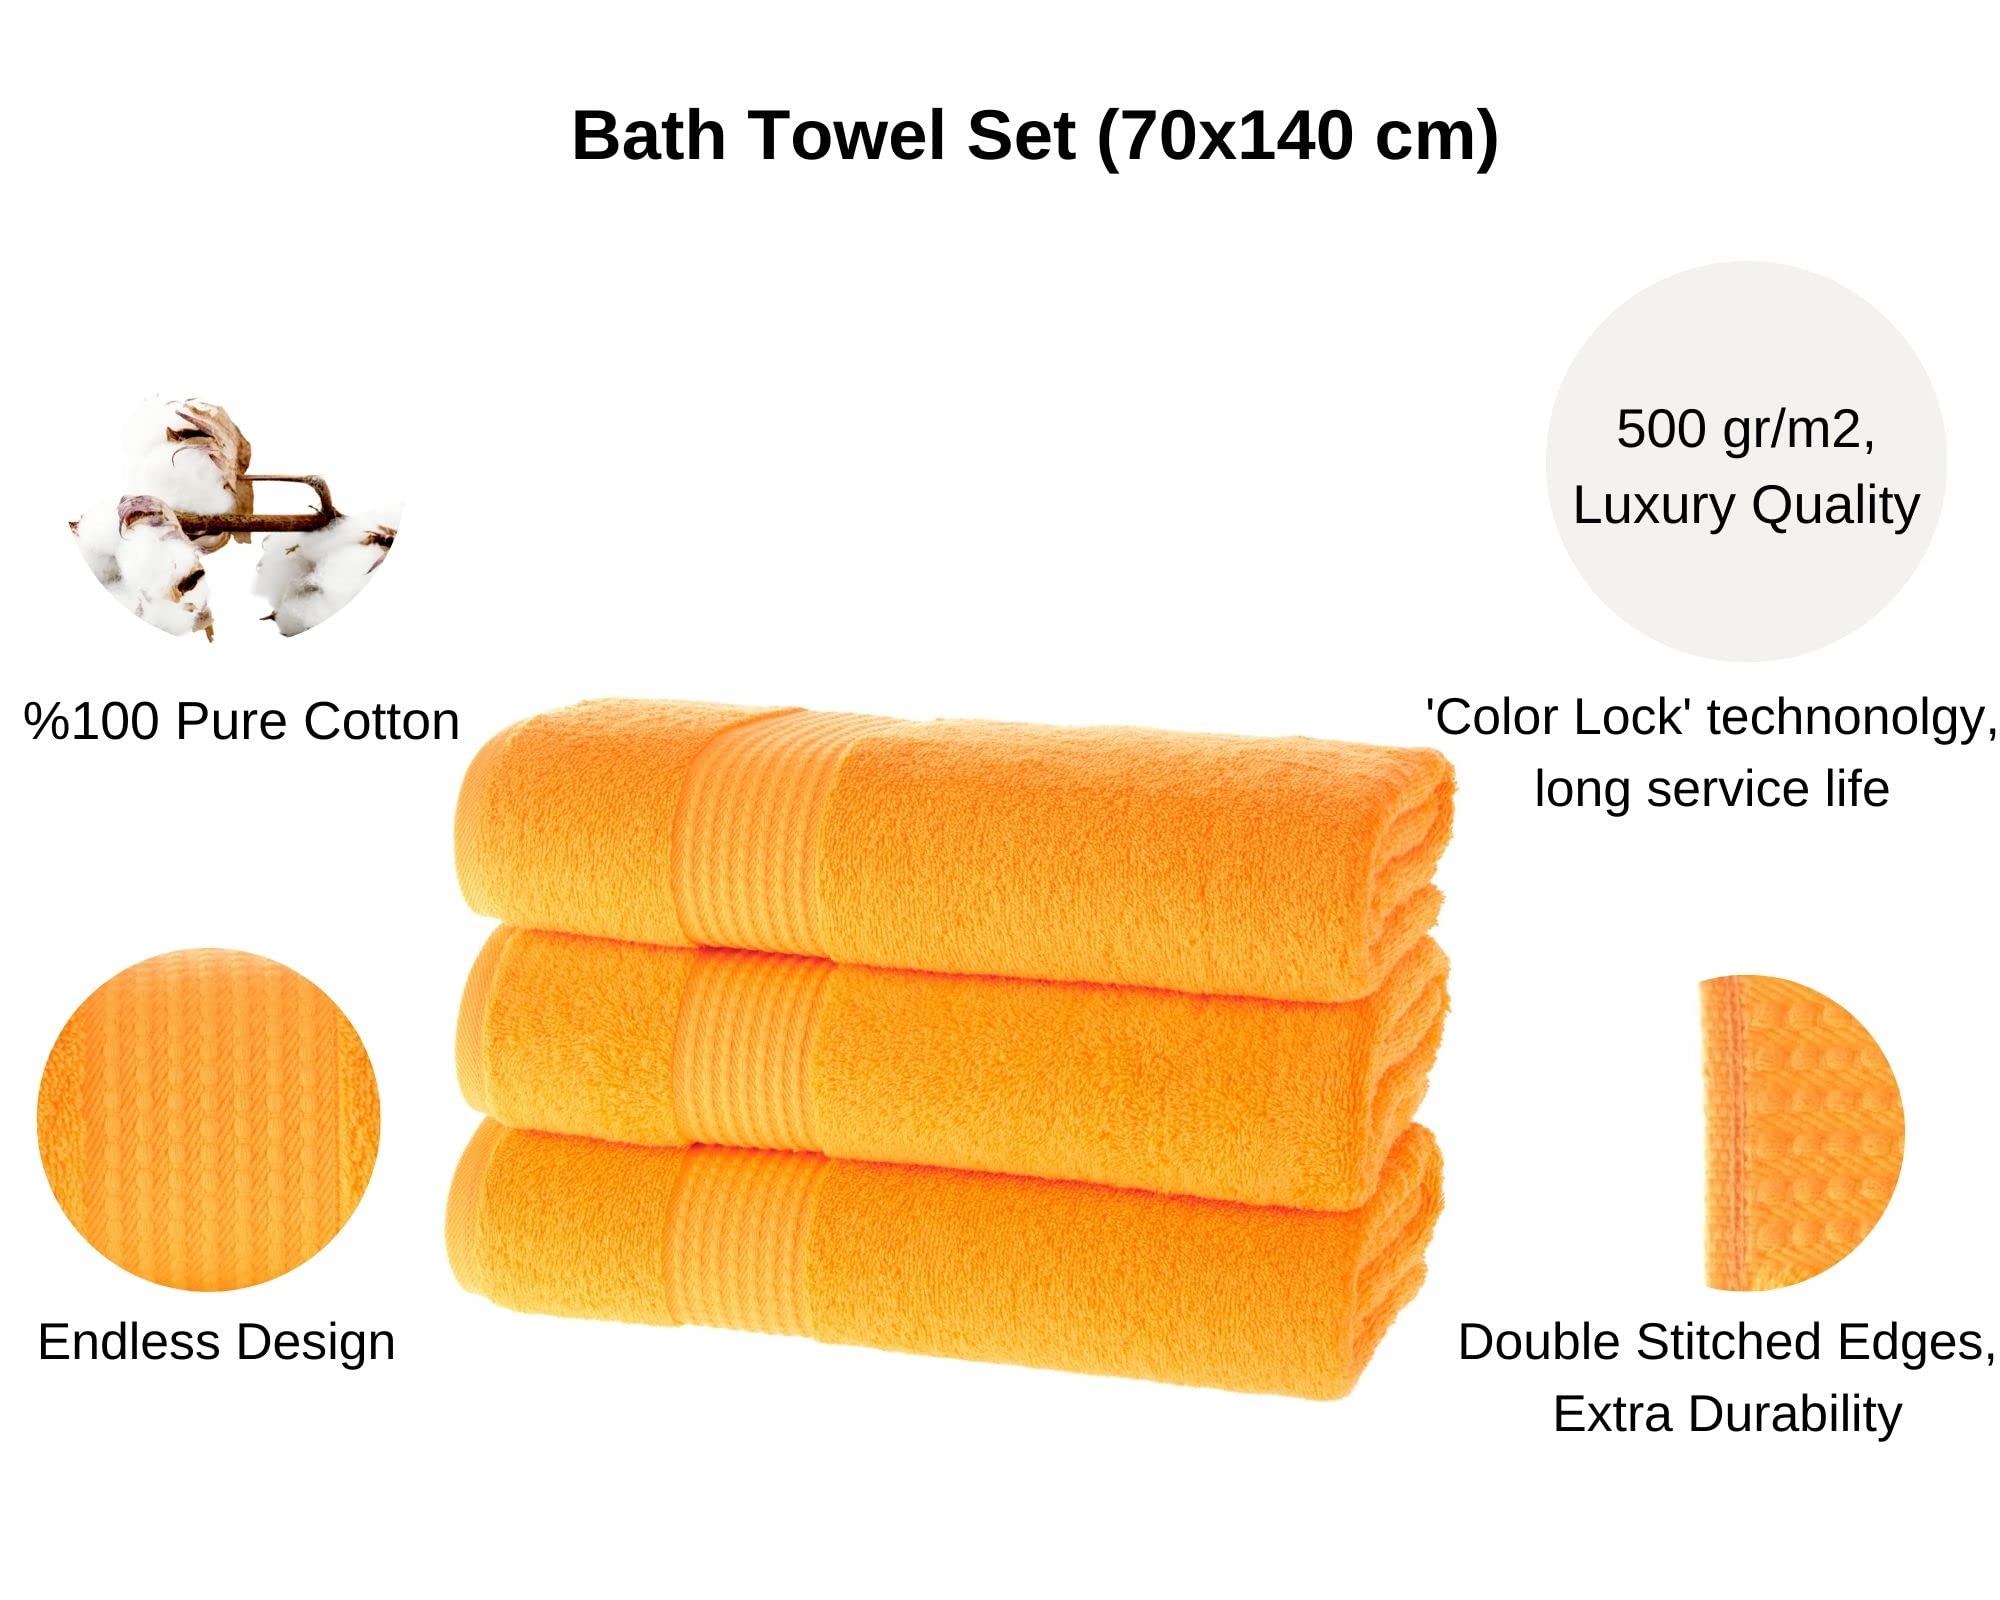 Bath Towel Set (70x140 cm)
500 gr/m2,
Luxury Quality
%100 Pure Cotton
'Color Lock' technonolgy,
long service life
Endless Design
Double Stitched Edges,
Extra Durability